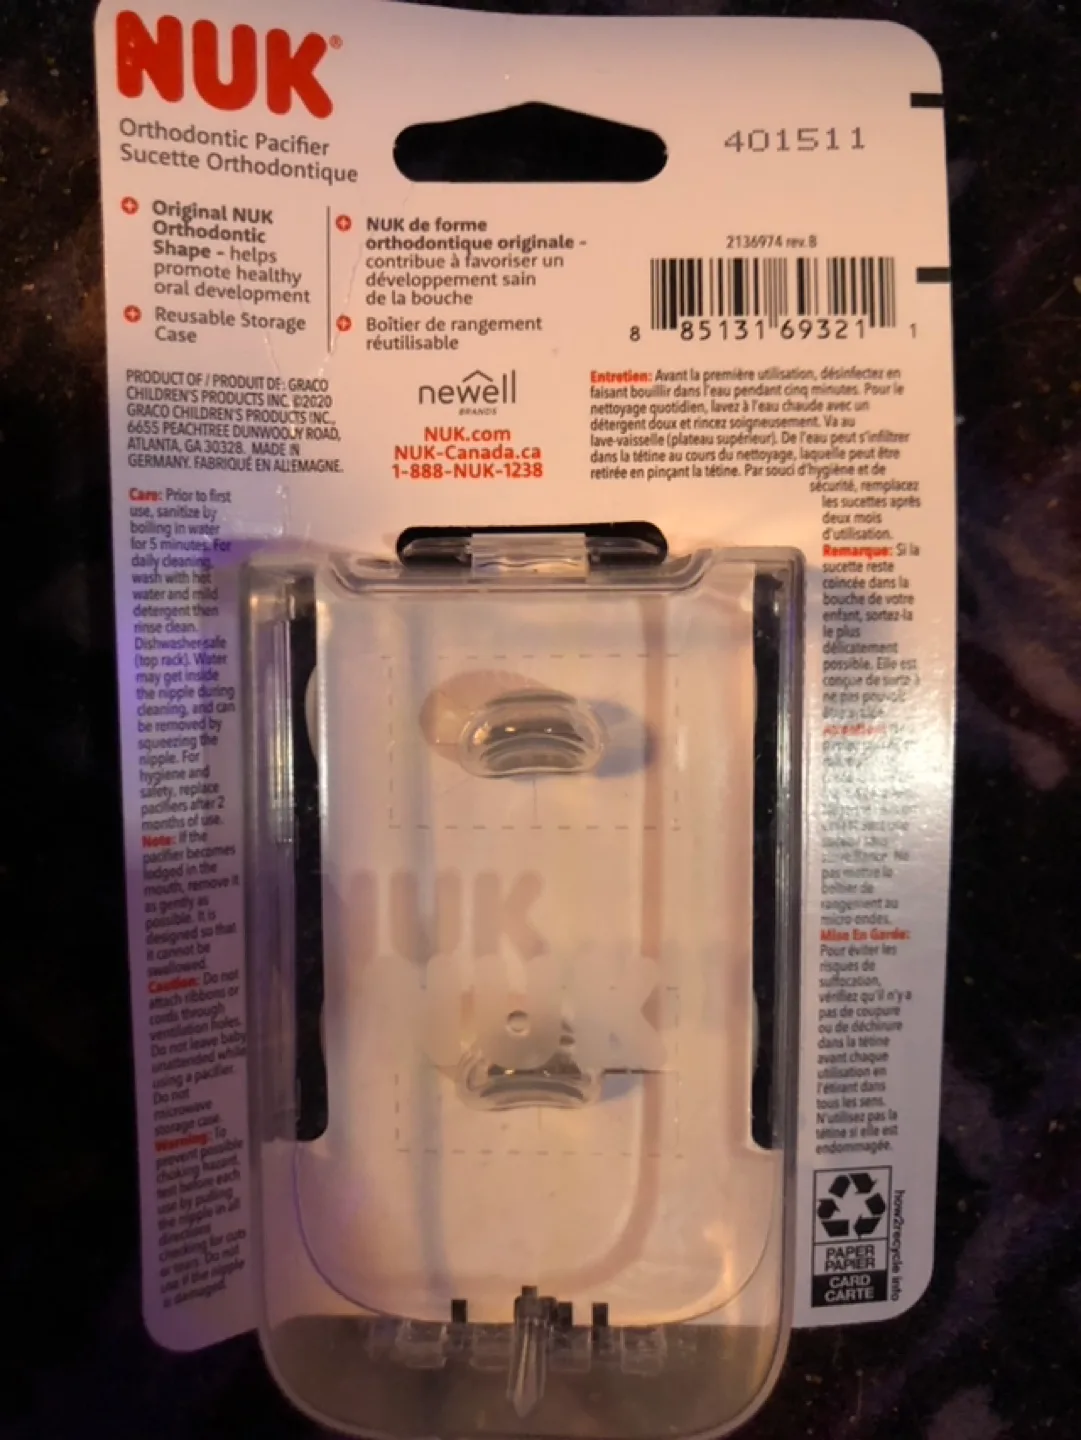 NUK®
Orthodontic Pacifier
Sucette Orthodontique
401511
Original NUK
Orthodontic
Shape - helps
promote healthy
oral development
Reusable Storage
Case
NUK de forme
orthodontique originale -
contribue à favoriser un
développement sain
de la bouche
Boîtier de rangement
réutilisable
2136974 rev. B
8 85131 69321 1
PRODUCT OF / PRODUIT DE: GRACO
CHILDREN'S PRODUCTS INC. ©2020
GRACO CHILDREN'S PRODUCTS INC.,
6655 PEACHTREE DUNWOODY ROAD,
ATLANTA, GA 30328. MADE IN
GERMANY. FABRIQUÉ EN ALLEMAGNE.
newell
BRANDS
NUK.com
NUK-Canada.ca
1-888-NUK-1238
Entretien: Avant la première utilisation, désinfectez en
faisant bouillir dans l'eau pendant cinq minutes. Pour le
nettoyage quotidien, lavez à l'eau chaude avec un
détergent doux et rincez soigneusement. Va au
lave-vaisselle (plateau supérieur). De l'eau peut s'infiltrer
dans la tétine au cours du nettoyage, laquelle peut être
retirée en pinçant la tétine. Par souci d'hygiène et de
sécurité, remplacez
les sucettes après
deux mois
d'utilisation.
Remarque: Si la
sucette reste
coincée dans la
bouche de votre
enfant, sortez-la
le plus
délicatement
possible. Elle est
conçue de sorte à
ne pas pouvoir
surveillance. Ne
pas mettre le
boîtier de
rangement au
micro-ondes.
Mise En Garde:
Pour éviter les
risques de
suffocation,
vérifiez qu'il n'y a
pas de coupure
ou de déchirure
dans la tétine
avant chaque
utilisation en
l'étirant dans
tous les sens.
N'utilisez pas la
tétine si elle est
endommagée.
Care: Prior to first
use, sanitize by
boiling in water
for 5 minutes. For
daily cleaning,
wash with hot
water and mild
detergent then
rinse clean.
Dishwasher-safe
(top rack). Water
may get inside
the nipple during
cleaning, and can
be removed by
squeezing the
nipple. For
hygiene and
safety, replace
pacifiers after 2
months of use.
Note: If the
pacifier becomes
lodged in the
mouth, remove it
as gently as
possible. It is
designed so that
it cannot be
swallowed.
Caution: Do not
attach ribbons or
cords through
ventilation holes.
Do not leave baby
unattended while
using a pacifier.
Do not
microwave
storage case.
Warning: To
prevent possible
choking hazard,
test before each
use by pulling
the nipple in all
directions
checking for cuts
or tears. Do not
use if the nipple
is damaged.
NUK
how2recycle.info
PAPER
PAPIER
CARD
CARTE